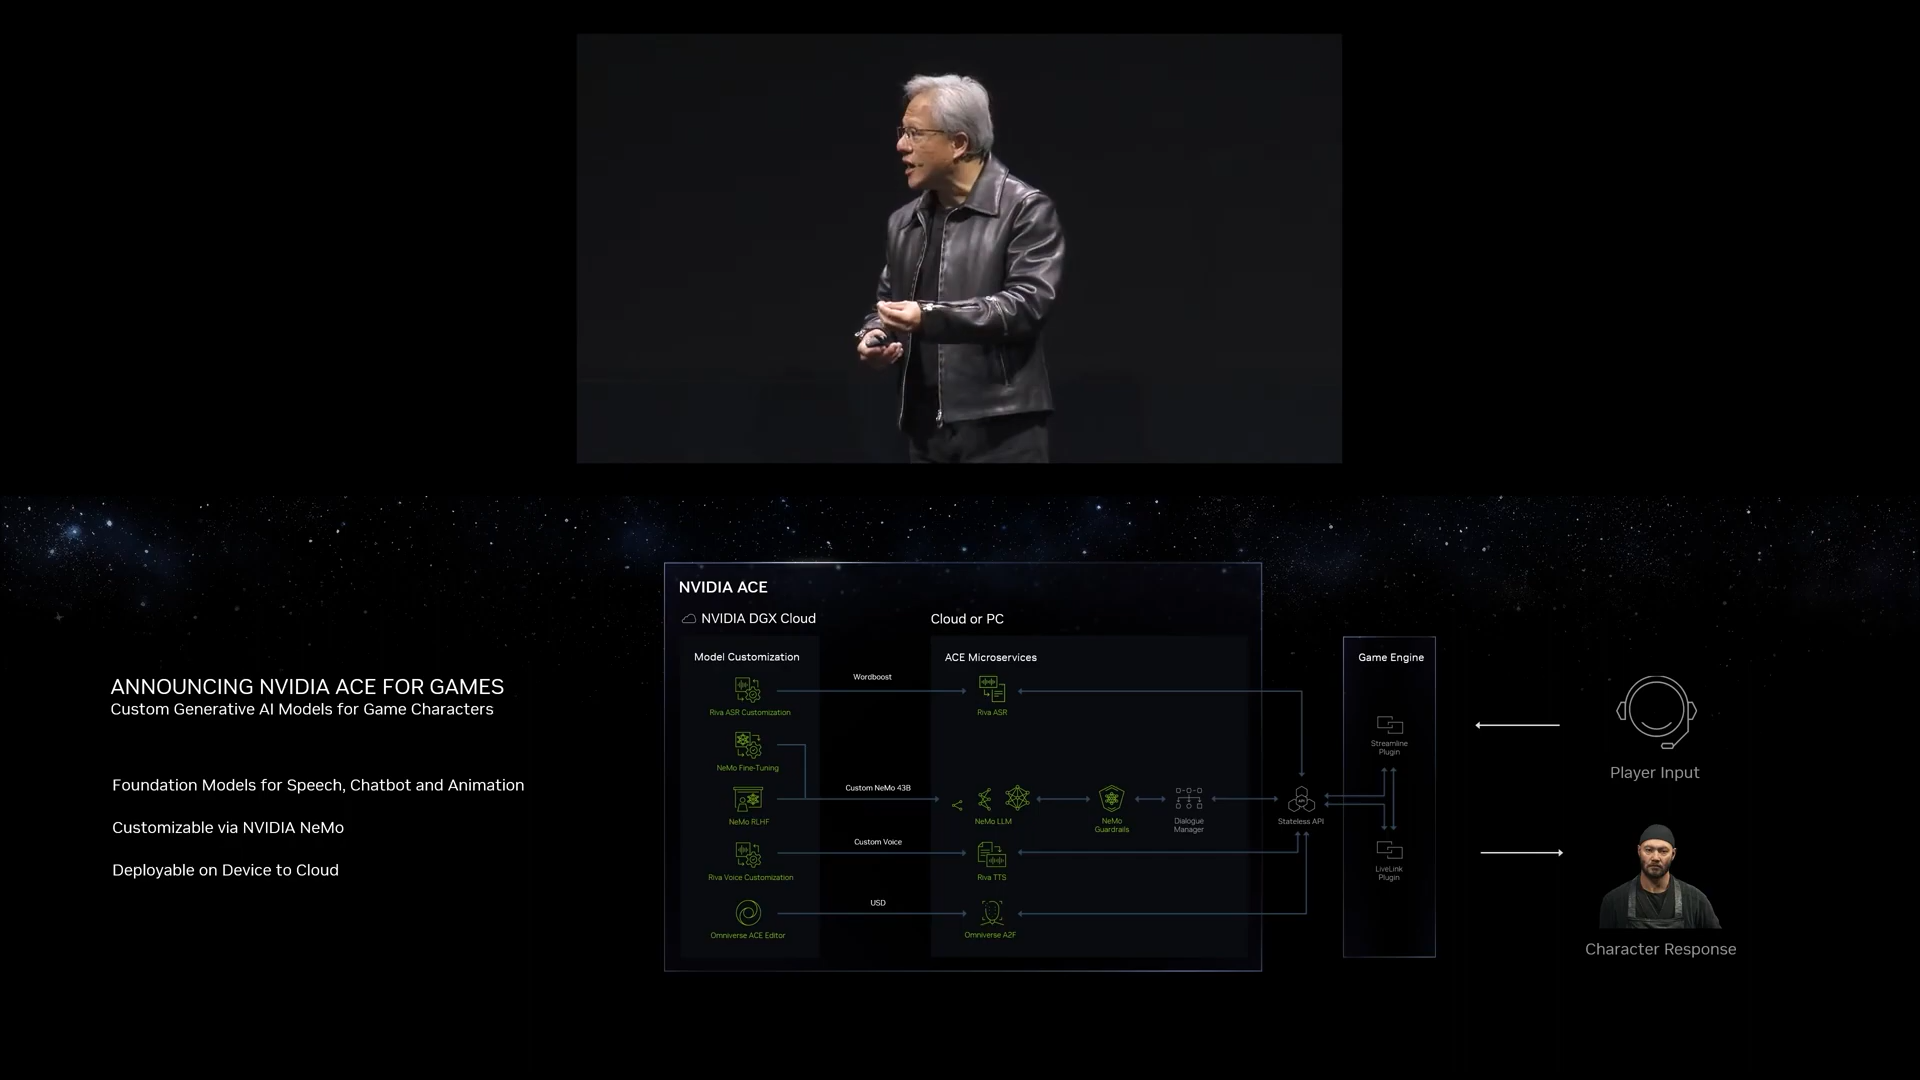 ANNOUNCING NVIDIA ACE FOR GAMES
Custom Generative AI Models for Game Characters
Foundation Models for Speech, Chatbot and Animation
Customizable via NVIDIA NeMo
Deployable on Device to Cloud
NVIDIA ACE
NVIDIA DGX Cloud
Model Customization
Riva ASR Customization
NeMo Fine-Tuning
NeMo RLHF
Riva Voice Customization
Omniverse ACE Editor
Wordboost
Custom NeMo 43B
Custom Voice
USD
Cloud or PC
ACE Microservices
Riva ASR
NeMo LLM
NeMo
Guardrails
Dialogue
Manager
Riva TTS
Omniverse A2F
API
Stateless API
Game Engine
Streamline
Plugin
LiveLink
Plugin
Player Input
Character Response